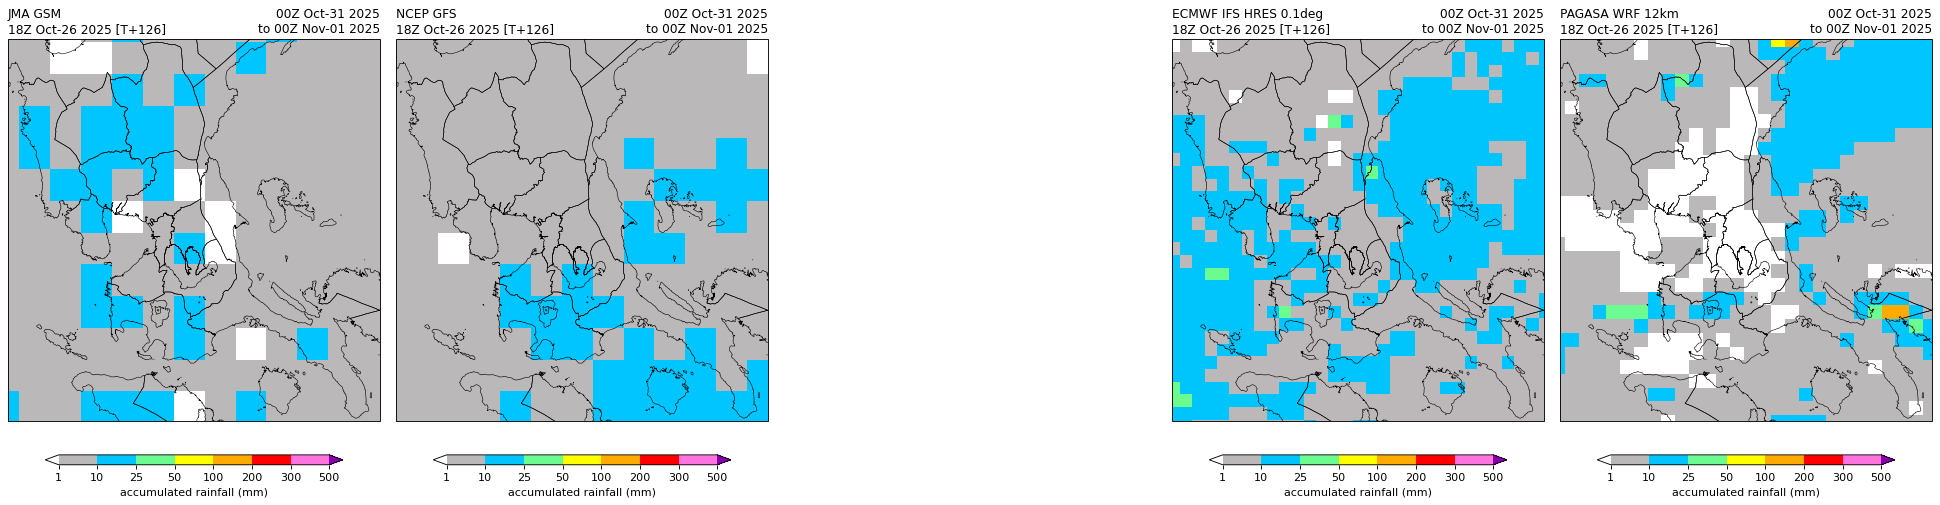 JMA GSM
00Z Oct-31 2025
18Z Oct-26 2025 [T+126]
to 00Z Nov-01 2025
NCEP GFS
00Z Oct-31 2025
18Z Oct-26 2025 [T+126]
to 00Z Nov-01 2025
ECMWF IFS HRES 0.1deg
00Z Oct-31 2025
18Z Oct-26 2025 [T+126]
to 00Z Nov-01 2025
PAGASA WRF 12km
00Z Oct-31 2025
18Z Oct-26 2025 [T+126]
to 00Z Nov-01 2025
1 10 25 50 100 200 300 500
accumulated rainfall (mm)
1 10 25 50 100 200 300 500
accumulated rainfall (mm)
1 10 25 50 100 200 300 500
accumulated rainfall (mm)
1 10 25 50 100 200 300 500
accumulated rainfall (mm)